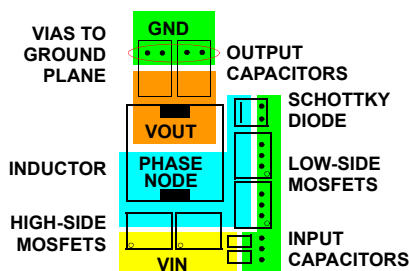 GND
VIAS TO
GROUND
PLANE
OUTPUT
CAPACITORS
SCHOTTKY
DIODE
VOUT
INDUCTOR
PHASE
NODE
LOW-SIDE
MOSFETS
HIGH-SIDE
MOSFETS
INPUT
CAPACITORS
VIN